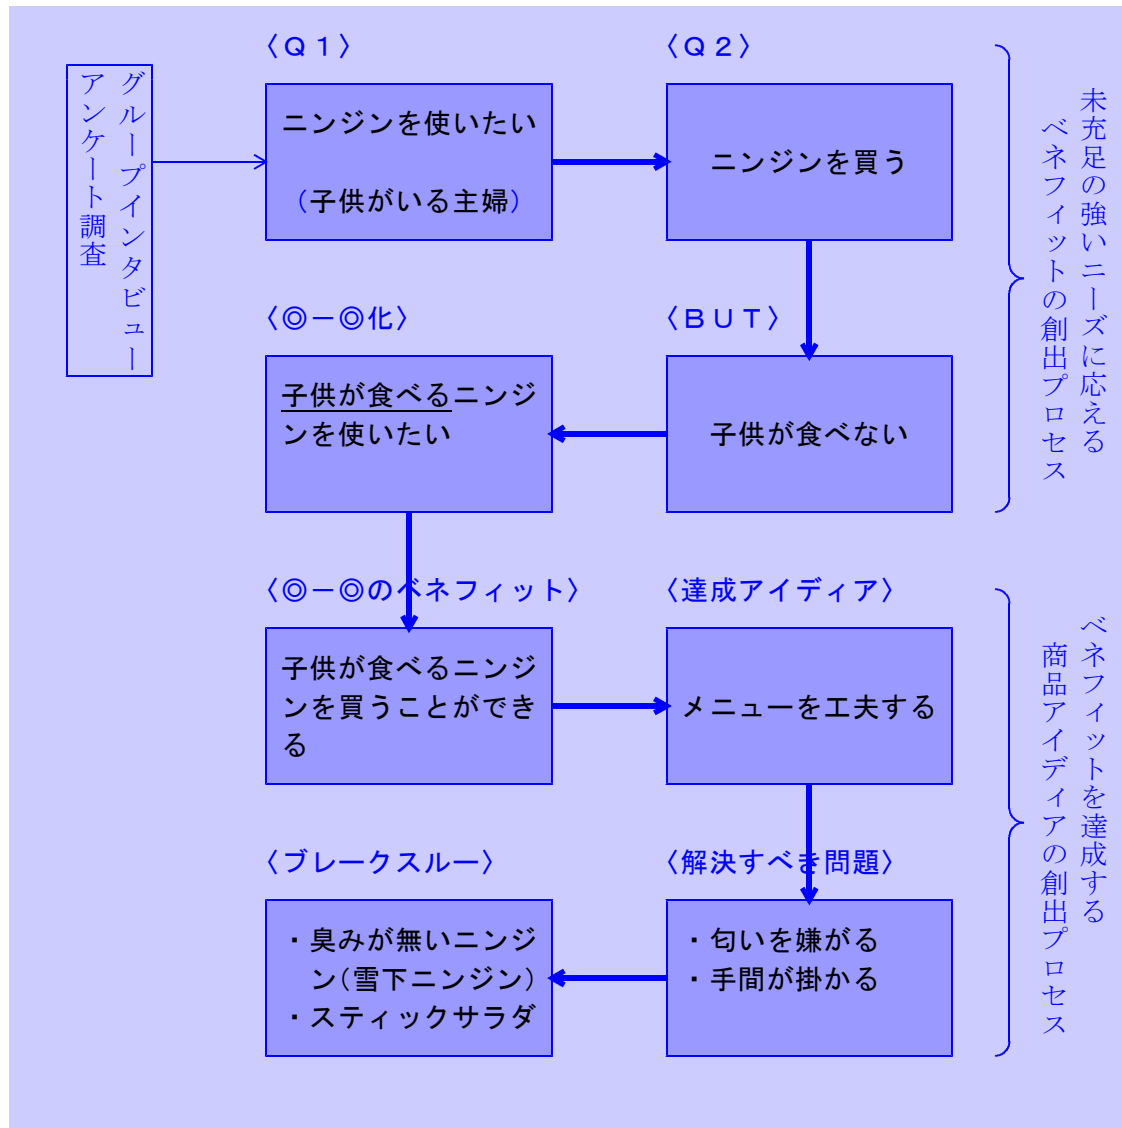 グループインタビュー
アンケート調査
〈Q１〉
ニンジンを使いたい
（子供がいる主婦）
〈Q２〉
ニンジンを買う
〈ＢＵＴ〉
子供が食べない
〈◎－◎化〉
子供が食べるニンジ
ンを使いたい
未充足の強いニーズに応える
ベネフィットの創出プロセス
〈◎－◎のベネフィット〉
子供が食べるニンジ
ンを買うことができ
る
〈達成アイディア〉
メニューを工夫する
〈解決すべき問題〉
・匂いを嫌がる
・手間が掛かる
〈ブレークスルー〉
・臭みが無いニンジ
ン(雪下ニンジン)
・スティックサラダ
ベネフィットを達成する
商品アイディアの創出プロセス